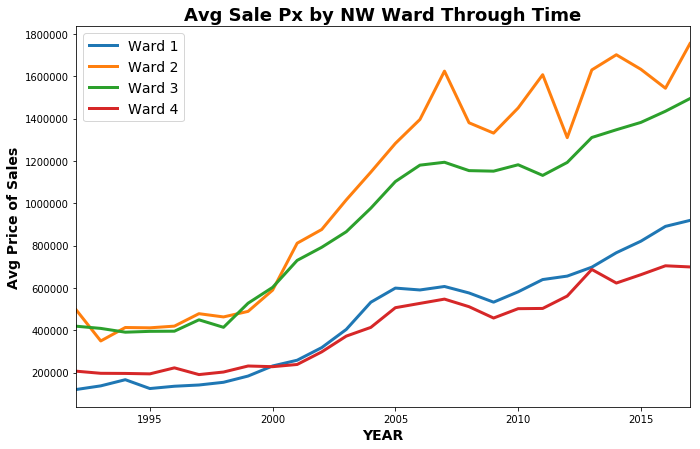 Avg Sale Px by NW Ward Through Time
Ward 1
Ward 2
Ward 3
Ward 4
Avg Price of Sales
1800000
1600000
1400000
1200000
1000000
800000
600000
400000
200000
1995 2000 2005 2010 2015
YEAR